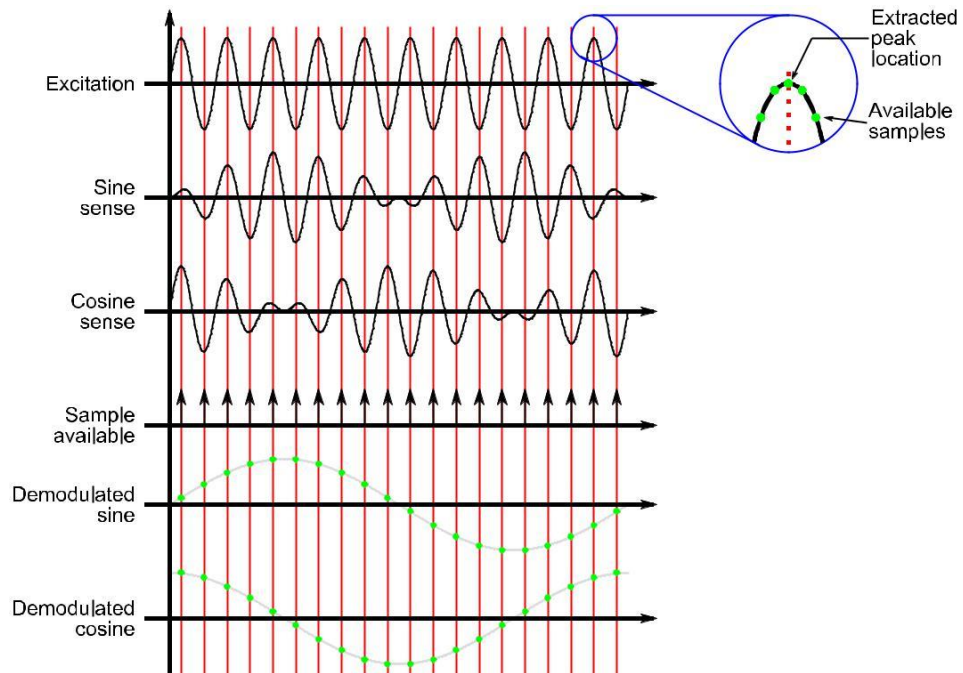 Extracted
peak
location
Excitation
Available
samples
Sine
sense
Cosine
sense
Sample
available
Demodulated
sine
Demodulated
cosine